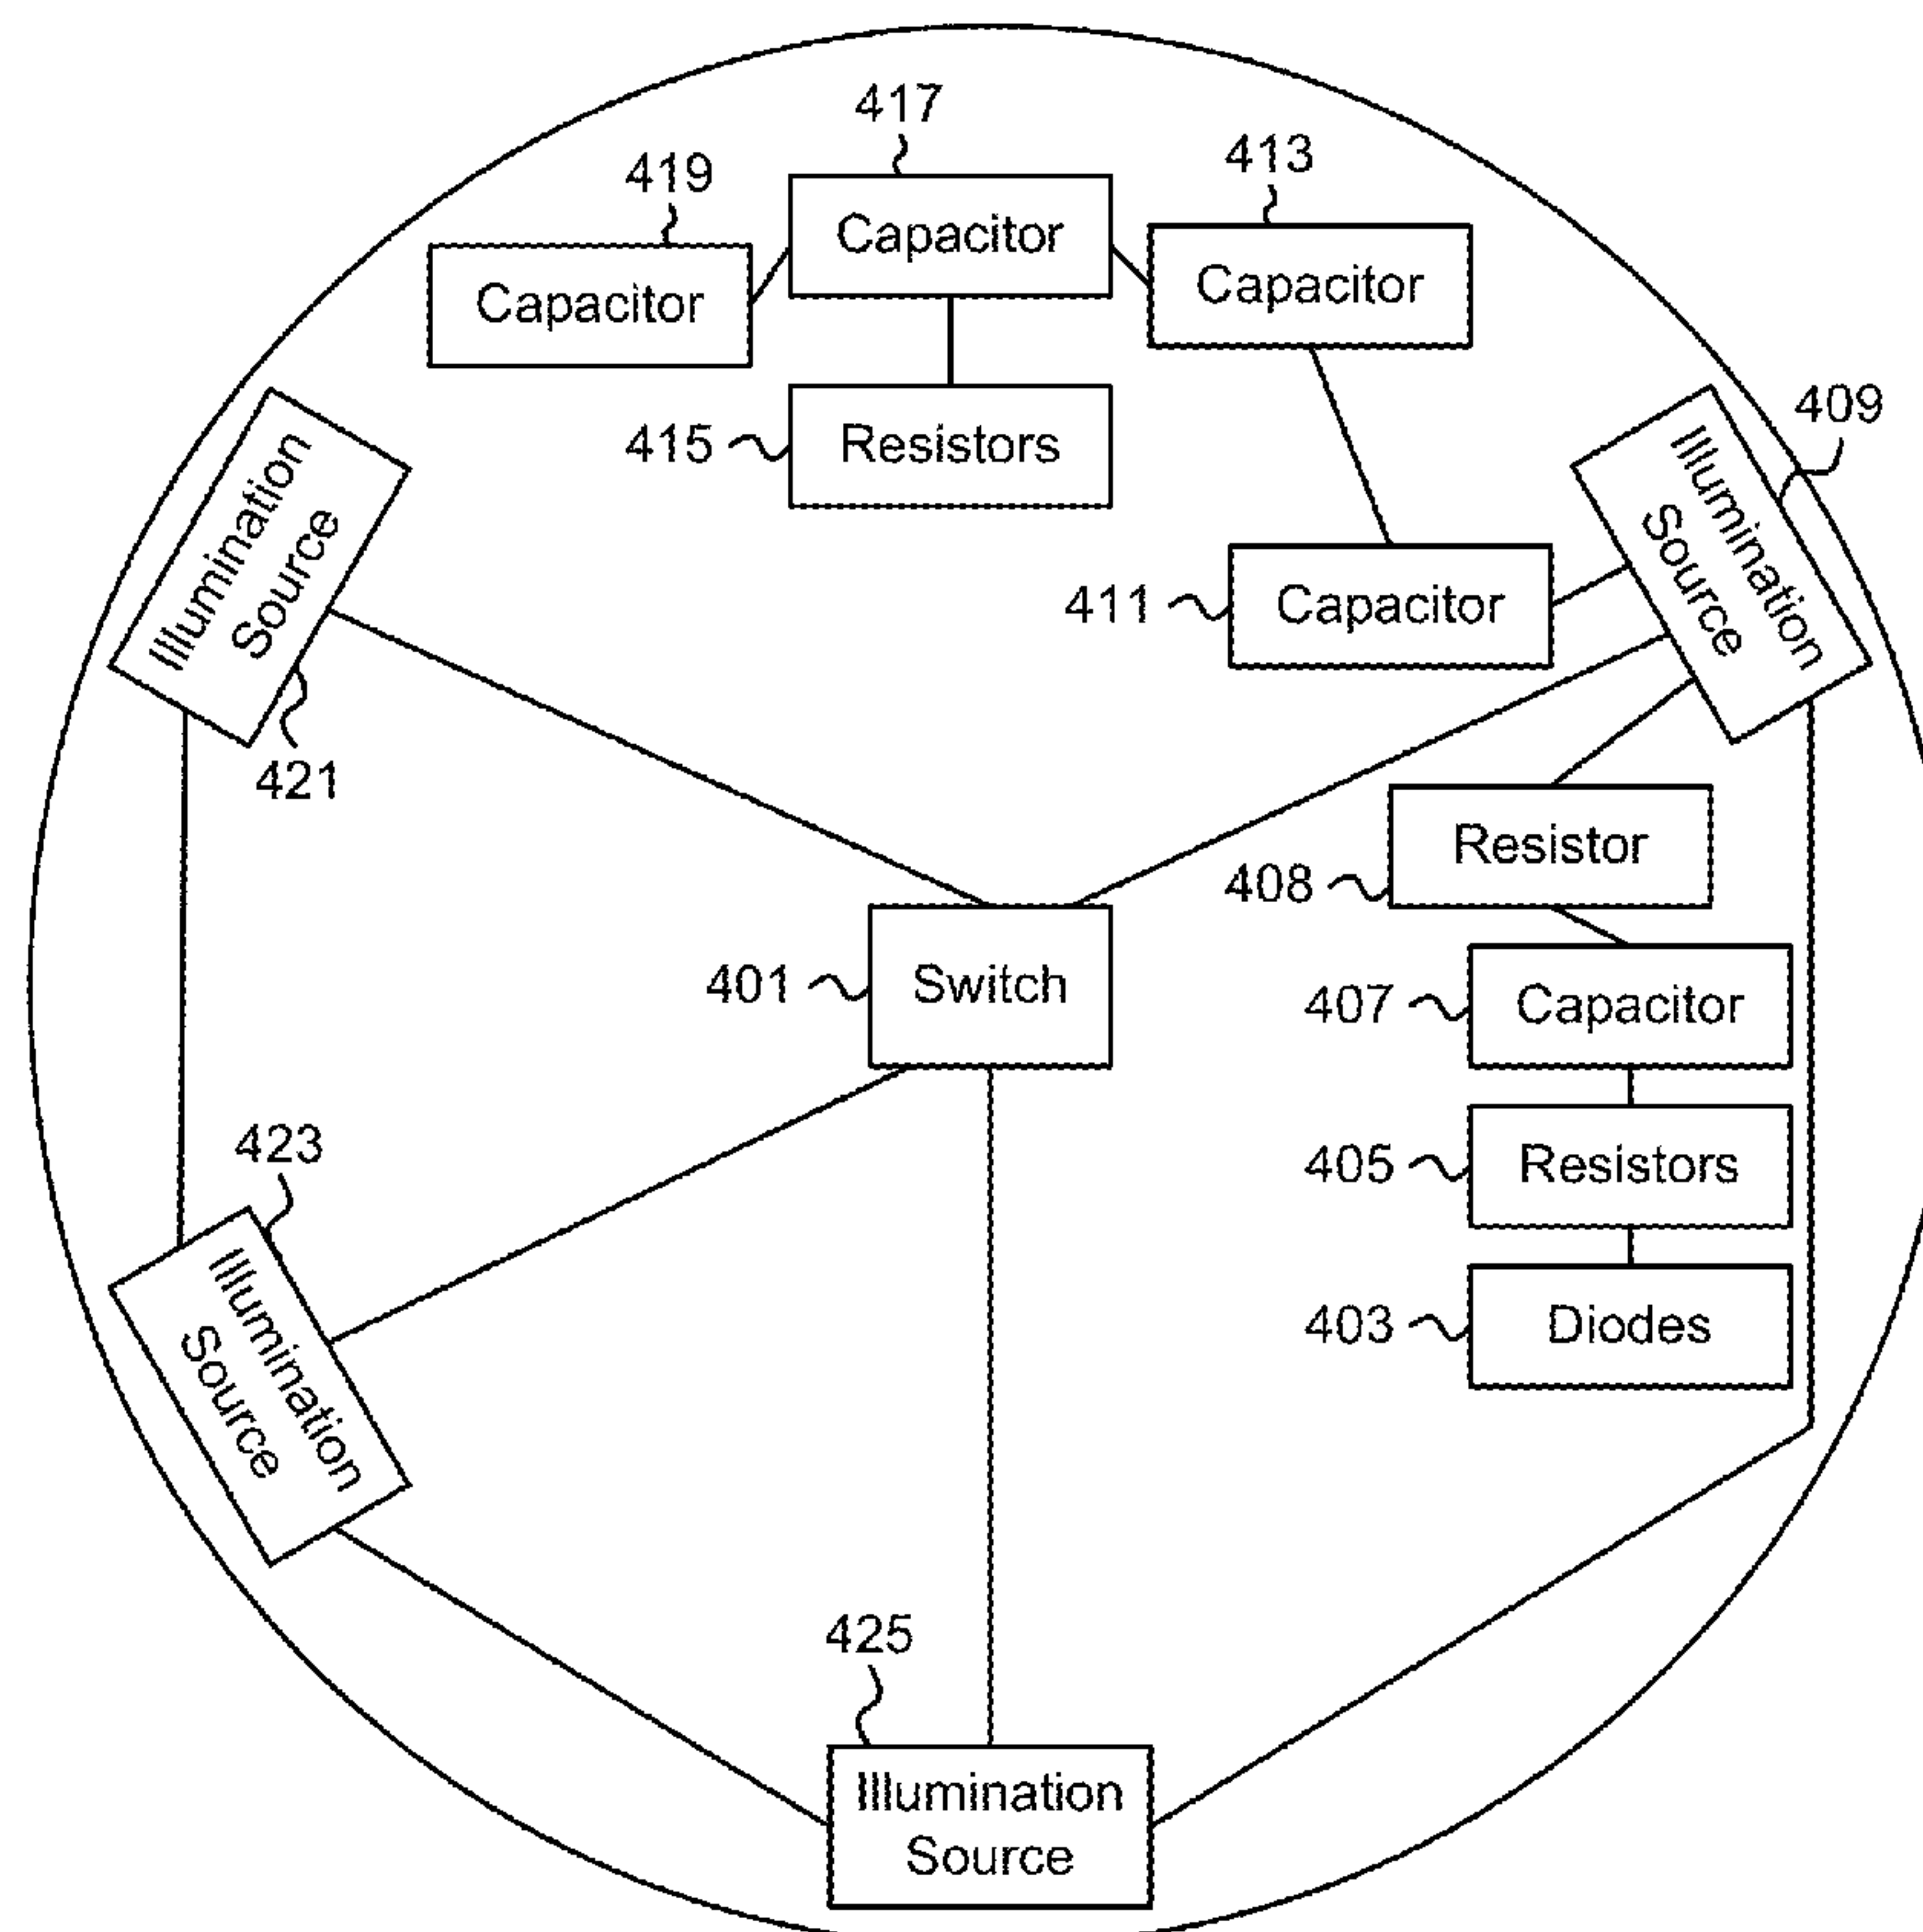 417
419
413
Capacitor
Capacitor
Capacitor
409
415
Resistors
Illumination
Source
Illumination
Source
411
Capacitor
421
Resistor
408
401
Switch
407
Capacitor
423
405
Resistors
Illumination
Source
403
Diodes
425
Illumination
Source